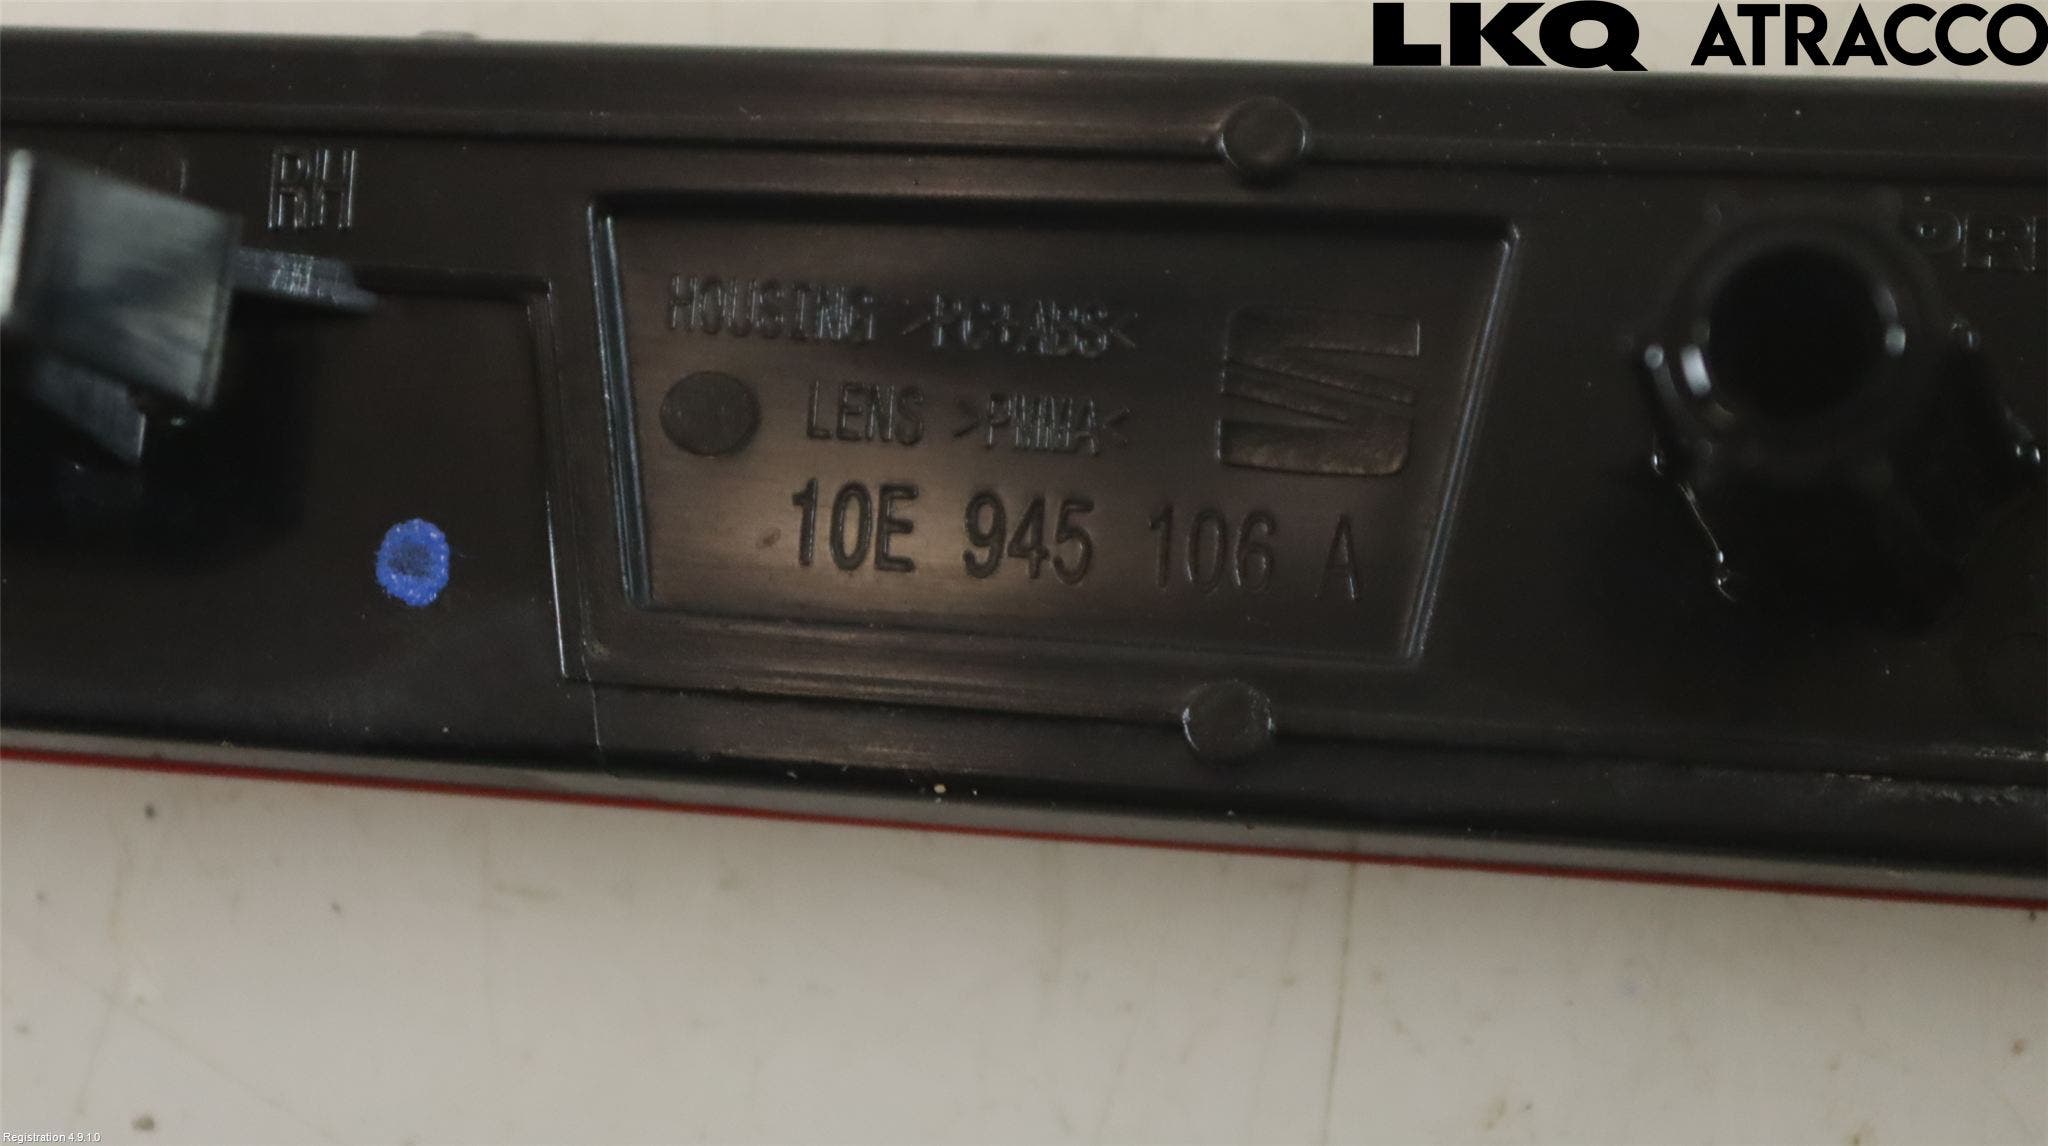 LKQ ATRACCO
RH
HOUSING >PC+ABS<
LENS >PMMA<
10E 945 106 A
Registration 4.9.1.0